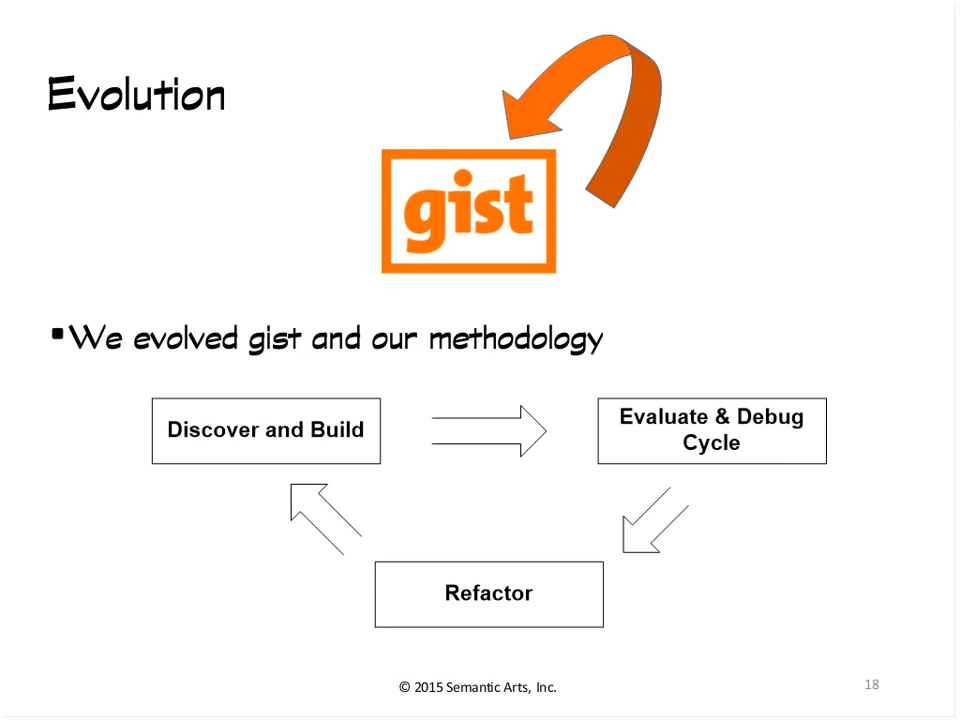 Evolution
gist
▪We evolved gist and our methodology
Discover and Build
Evaluate & Debug
Cycle
Refactor
© 2015 Semantic Arts, Inc.
18